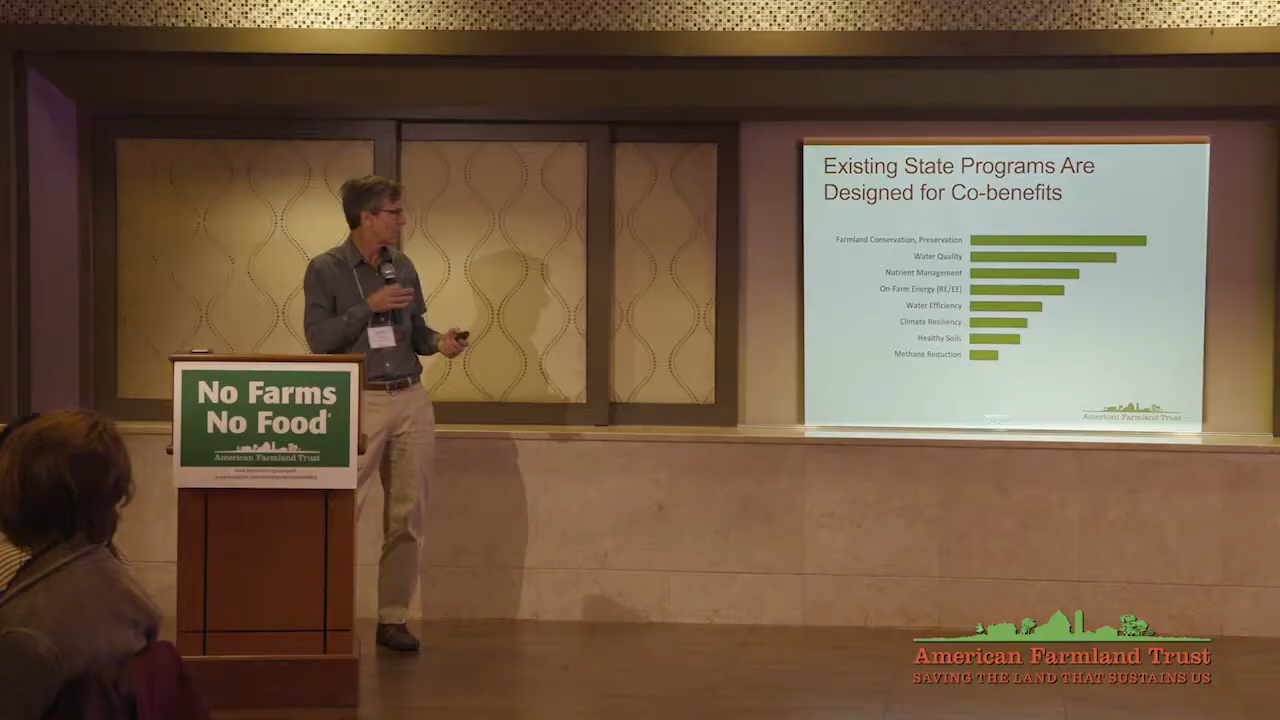 Existing State Programs Are
Designed for Co-benefits
Farmland Conservation, Preservation
Water Quality
Nutrient Management
On-Farm Energy (RE/EE)
Water Efficiency
Climate Resiliency
Healthy Soils
Methane Reduction
American Farmland Trust
No Farms
No Food®
American Farmland Trust
American Farmland Trust
SAVING THE LAND THAT SUSTAINS US